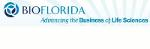 BIOFLORIDA
Advancing the Business of Life Sciences